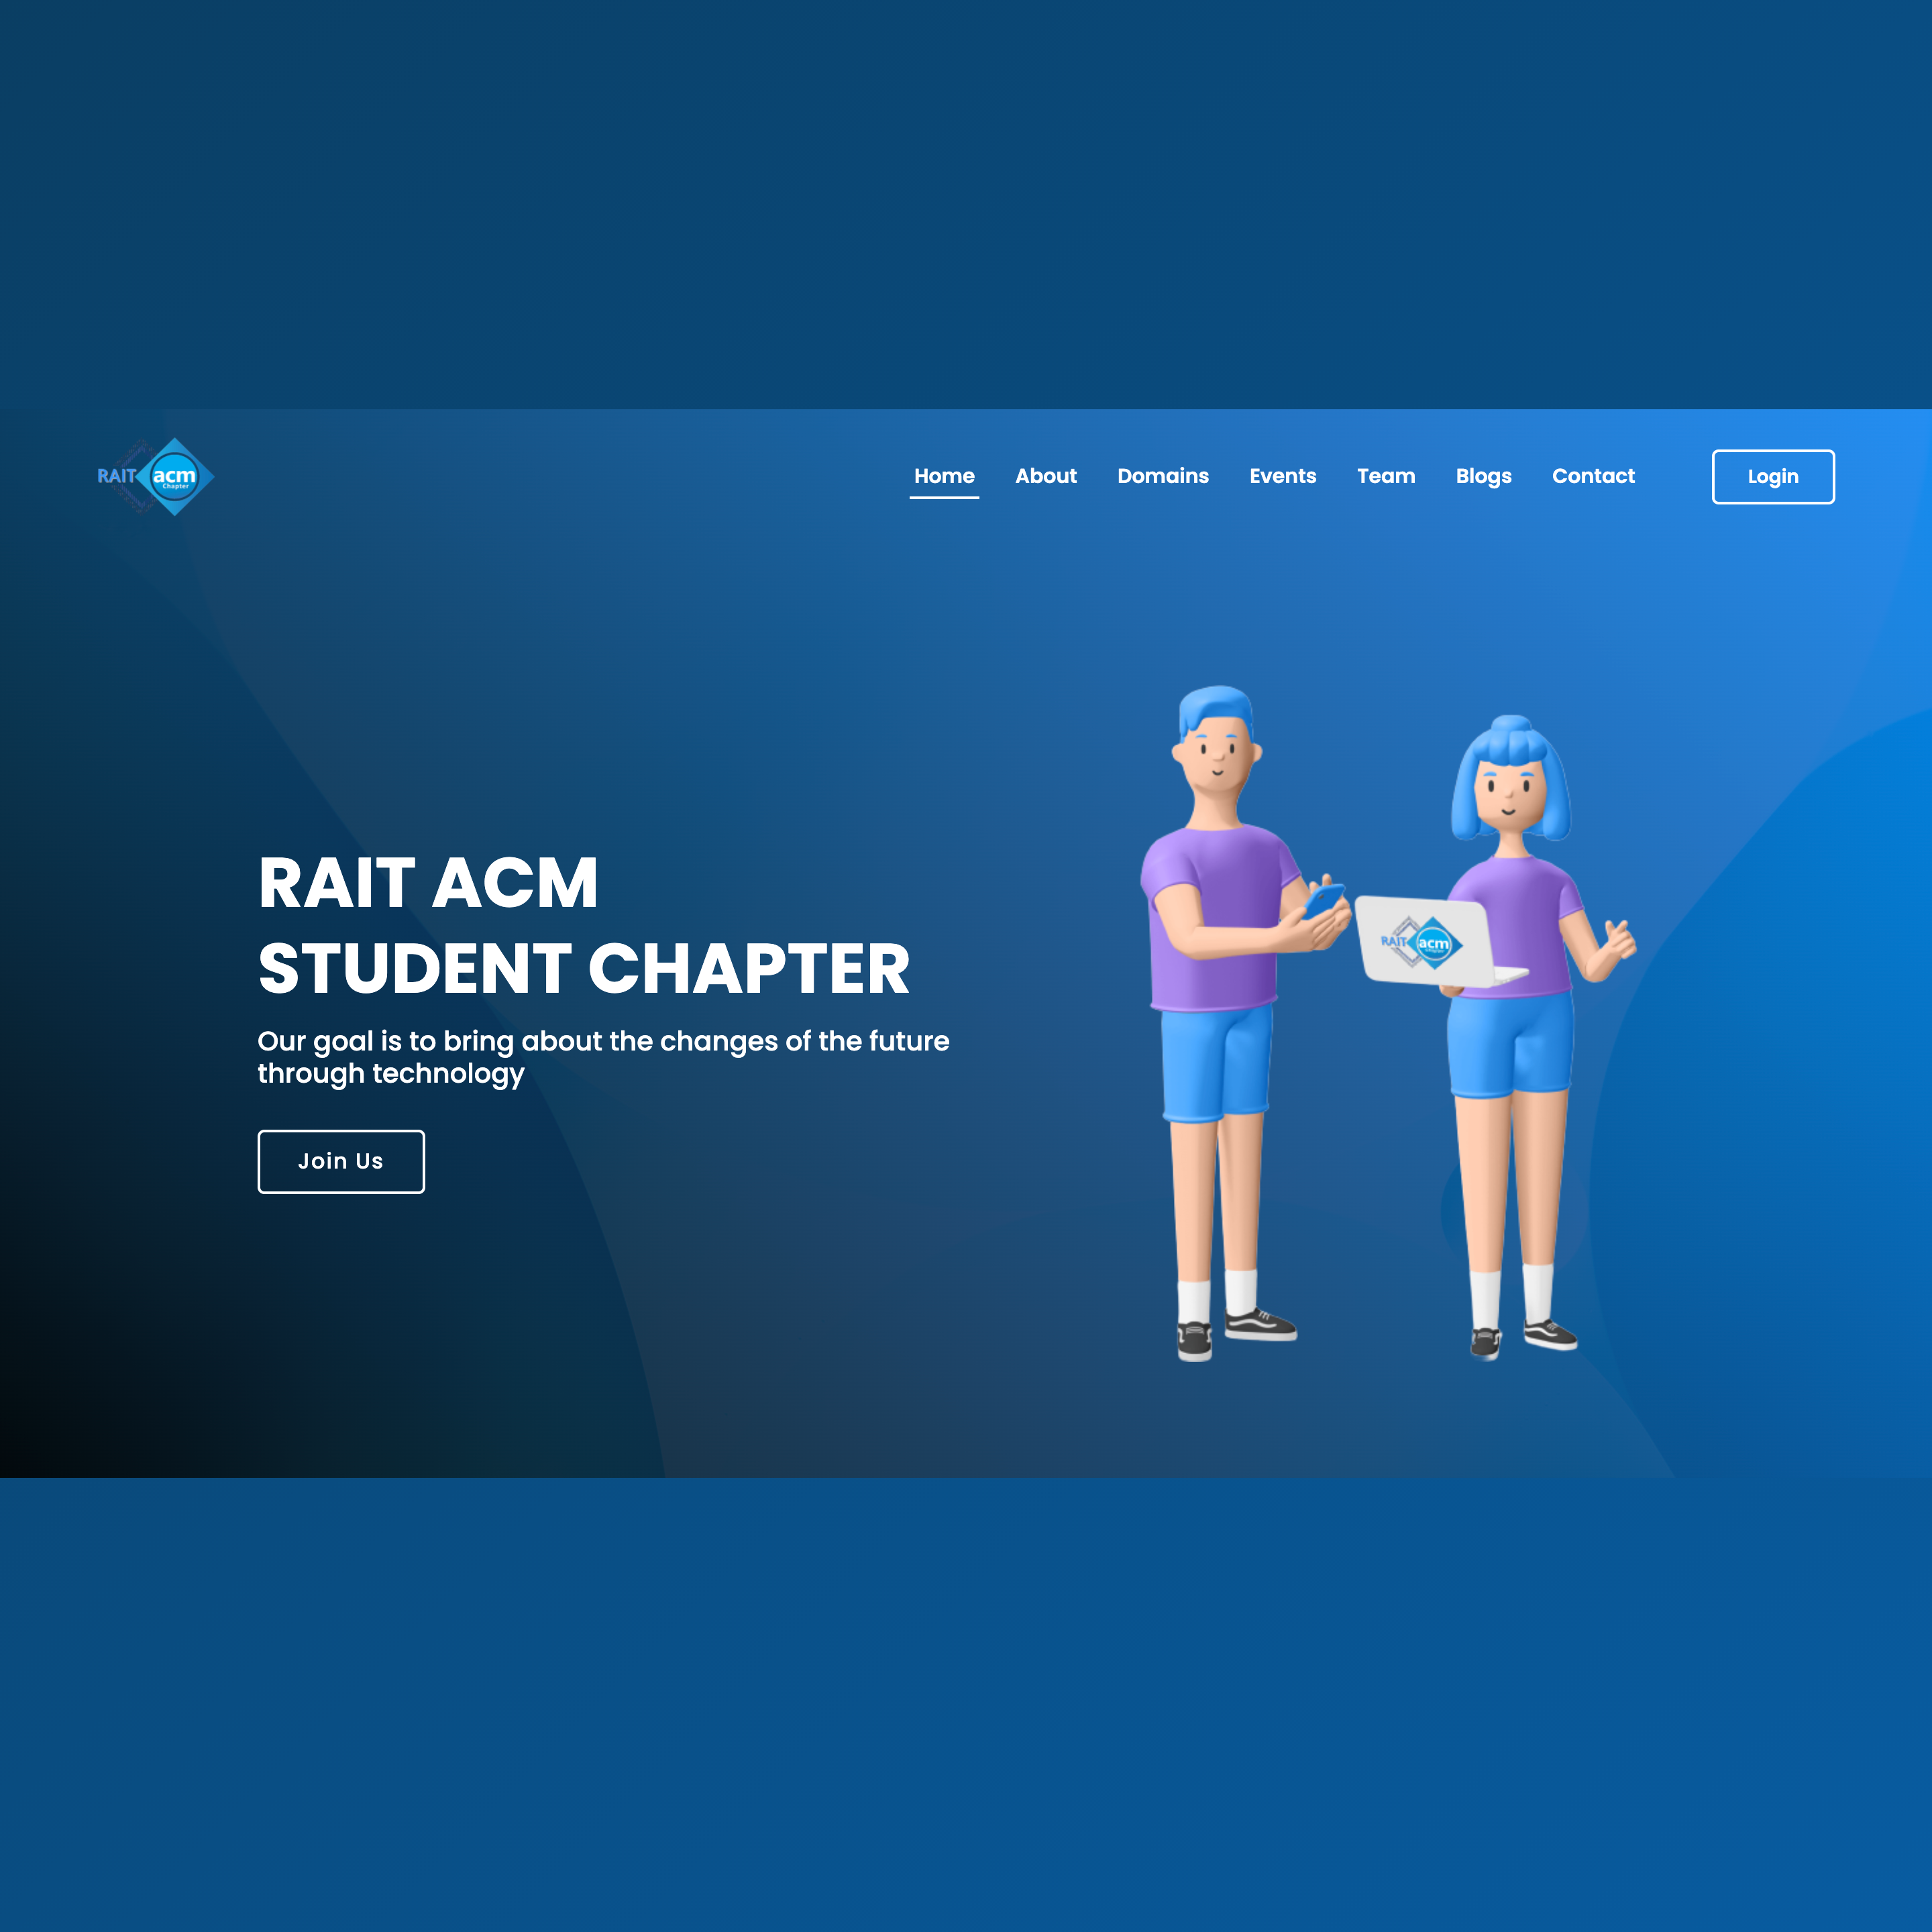 RAIT acm
Chapter
Home About Domains Events Team Blogs Contact Login
RAIT ACM
STUDENT CHAPTER
Our goal is to bring about the changes of the future
through technology
Join Us
RAIT acm